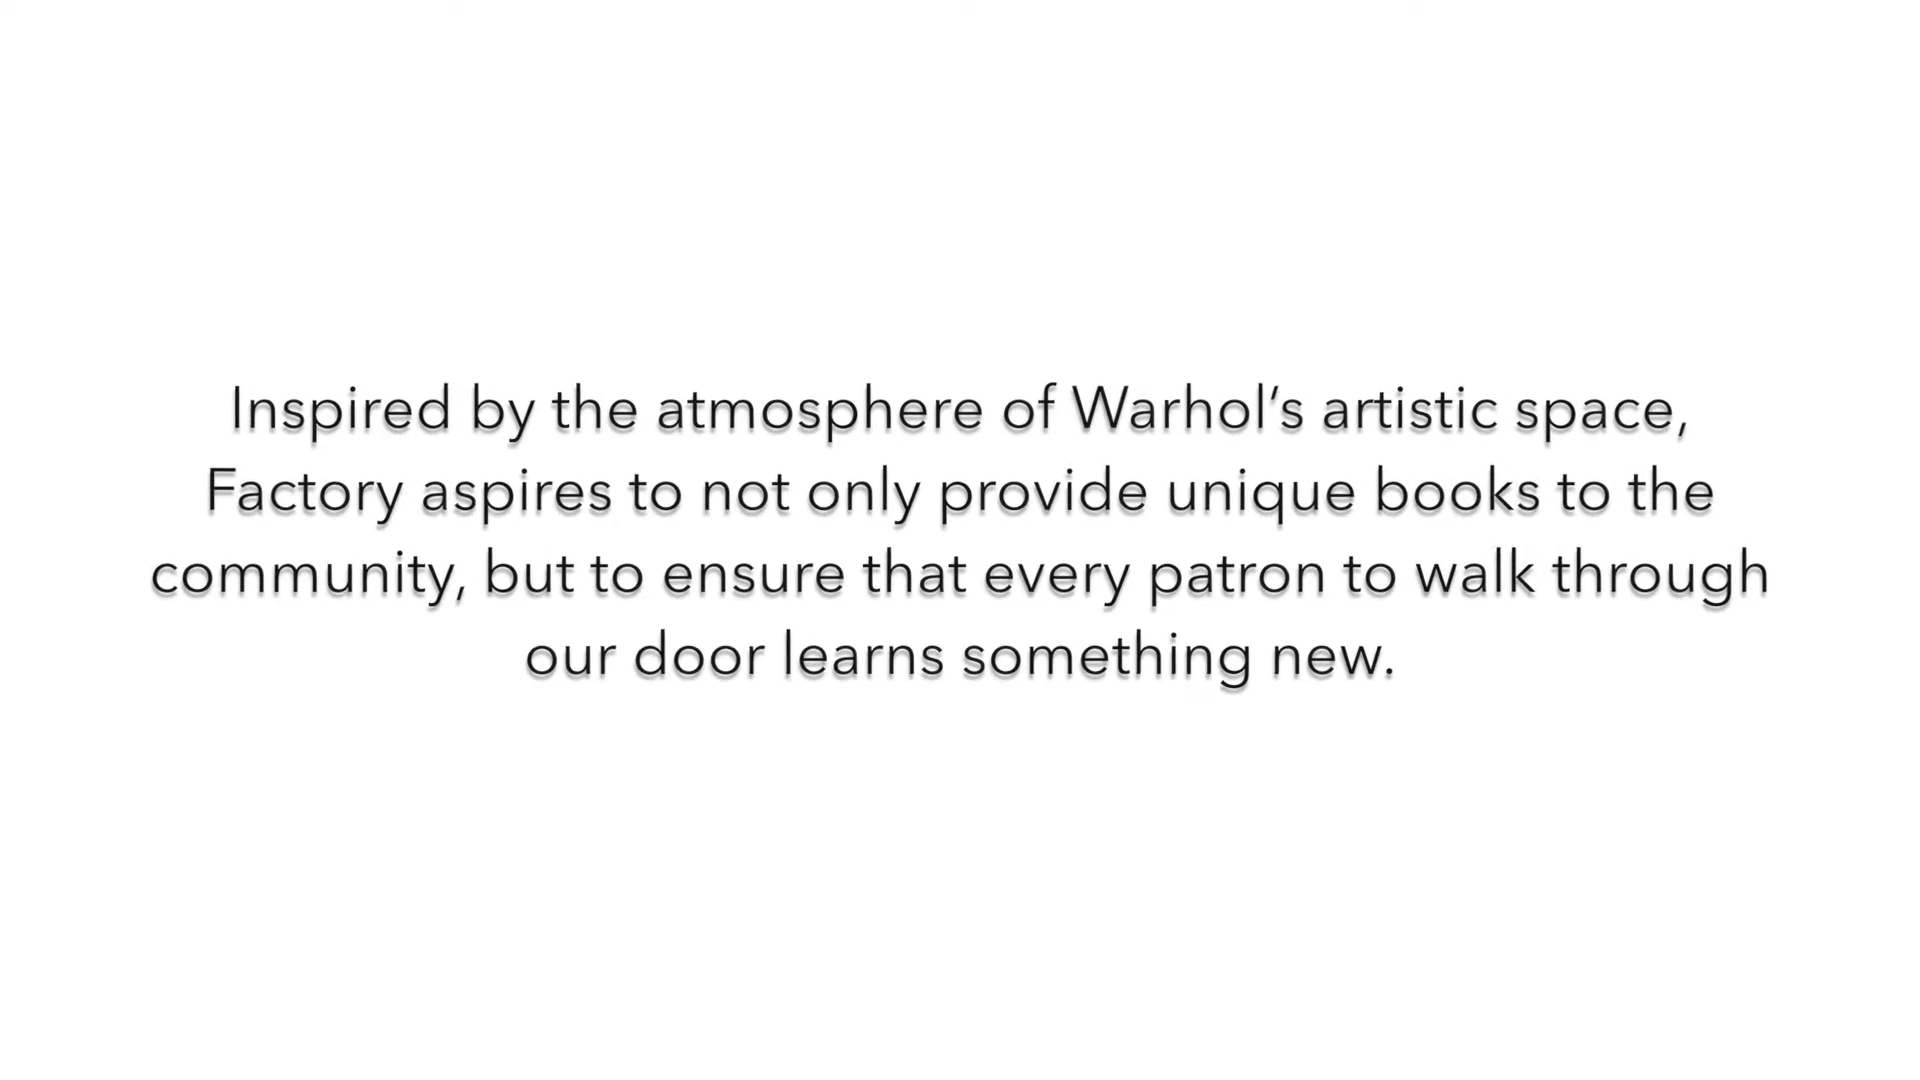 Inspired by the atmosphere of Warhol‘s artistic space,
Factory aspires to not only provide unique books to the
community, but to ensure that every patron to walk through
our door learns something new.